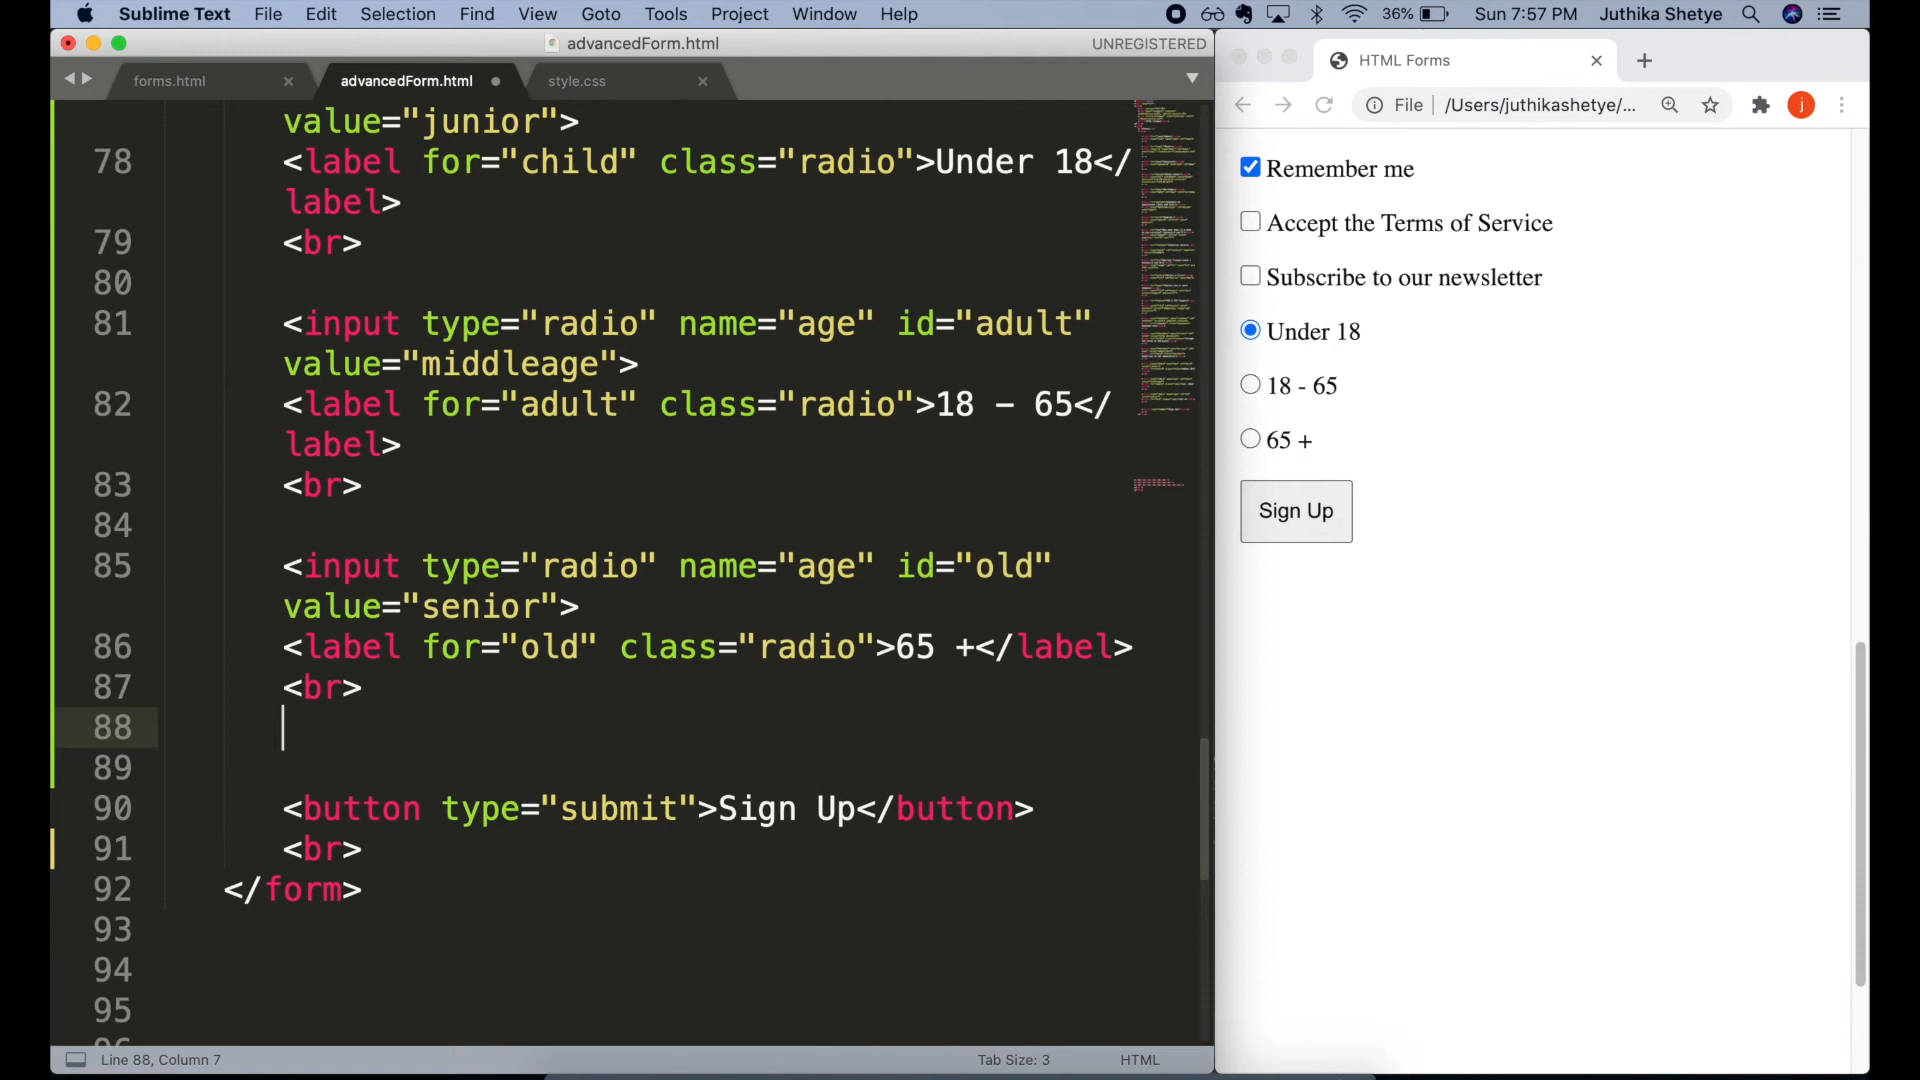 Sublime Text File Edit Selection Find View Goto Tools Project Window Help 36% Sun 7:57 PM Juthika Shetye
advancedForm.html UNREGISTERED
forms.html advancedForm.html style.css
value="junior">
78 <label for="child" class="radio">Under 18</
label>
79 <br>
80
81 <input type="radio" name="age" id="adult"
value="middleage">
82 <label for="adult" class="radio">18 - 65</
label>
83 <br>
84
85 <input type="radio" name="age" id="old"
value="senior">
86 <label for="old" class="radio">65 +</label>
87 <br>
88
89
90 <button type="submit">Sign Up</button>
91 <br>
92 </form>
93
94
95
Line 88, Column 7 Tab Size: 3 HTML
HTML Forms
File /Users/juthikashetye/... j
Remember me
Accept the Terms of Service
Subscribe to our newsletter
Under 18
18 - 65
65 +
Sign Up